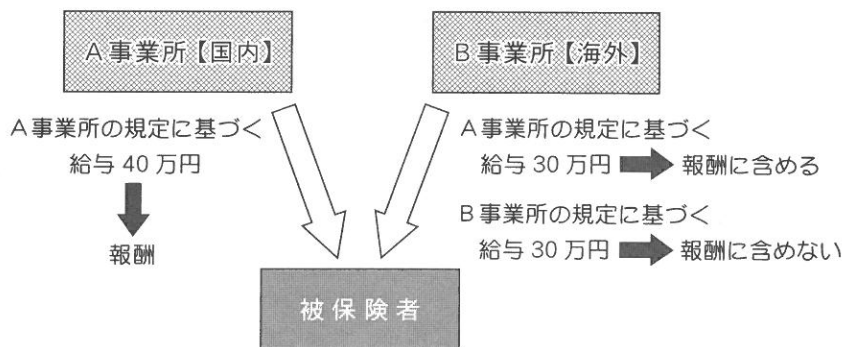 A事業所【国内】
B事業所【海外】
A事業所の規定に基づく
給与 40 万円
報酬
A事業所の規定に基づく
給与 30 万円 報酬に含める
B事業所の規定に基づく
給与 30 万円 報酬に含めない
被保険者